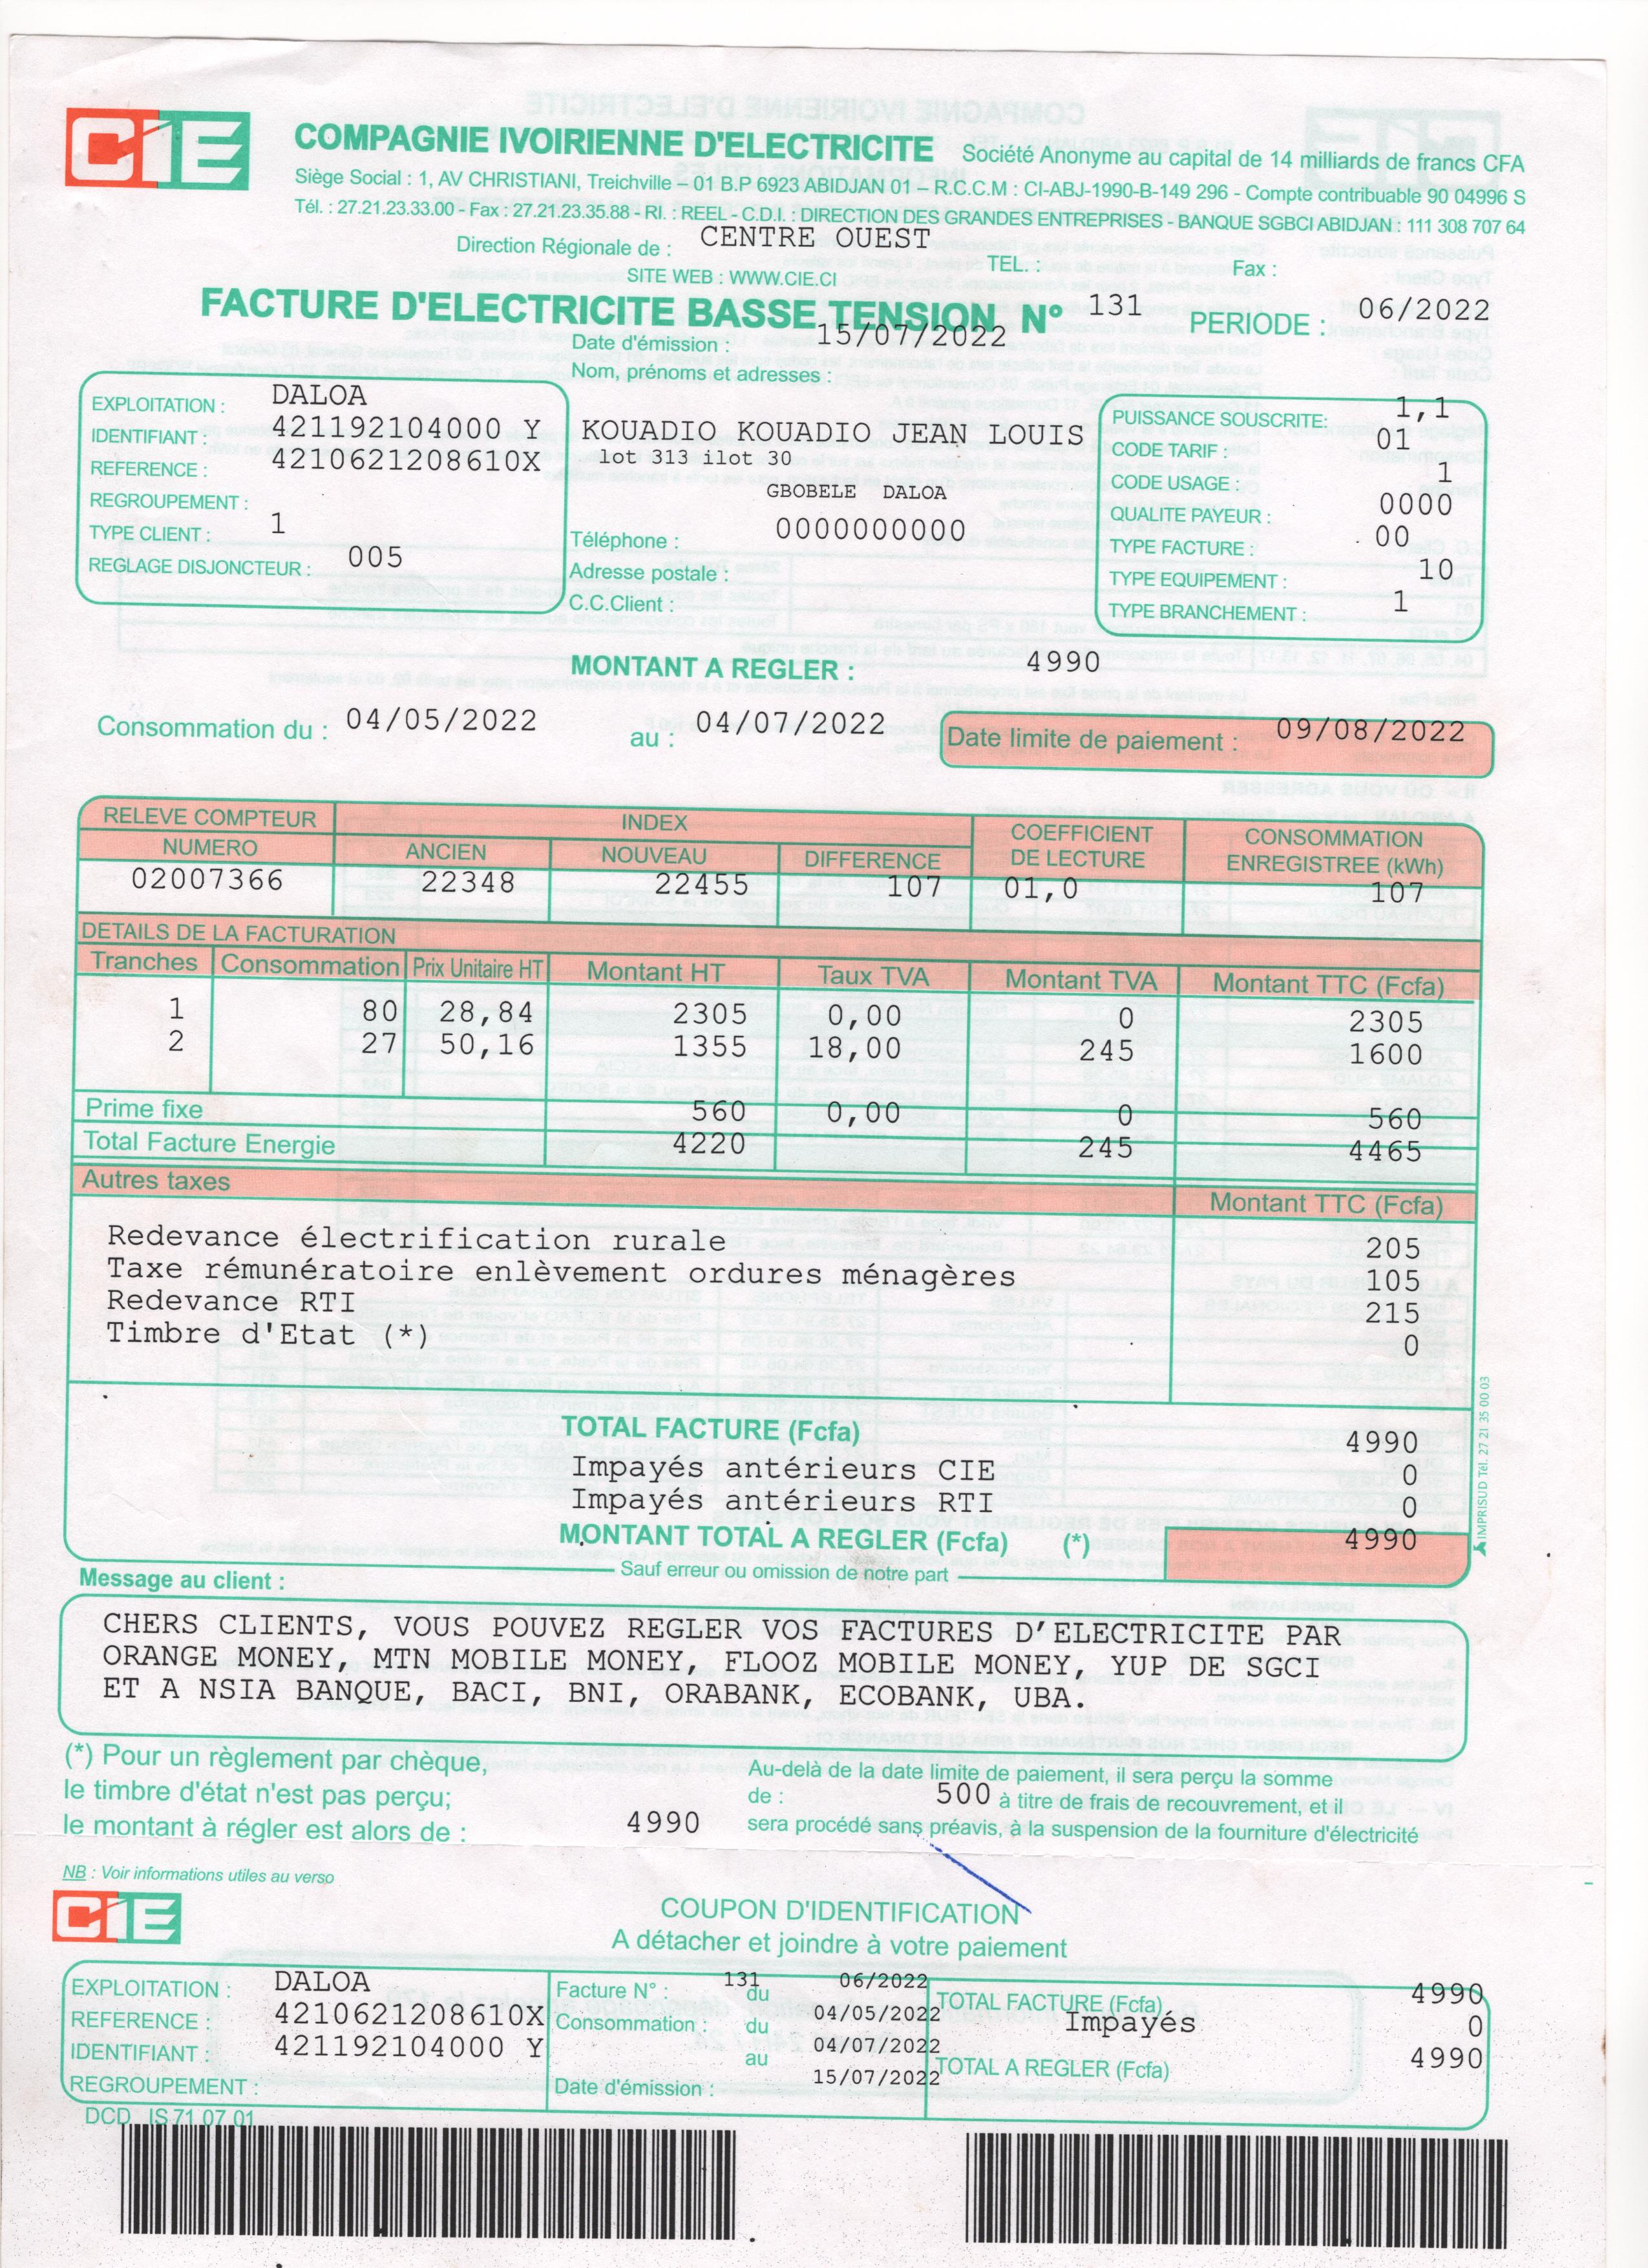 CIE
COMPAGNIE IVOIRIENNE D'ELECTRICITE Société Anonyme au capital de 14 milliards de francs CFA
Siège Social : 1, AV CHRISTIANI, Treichville – 01 B.P 6923 ABIDJAN 01 – R.C.C.M : CI-ABJ-1990-B-149 296 - Compte contribuable 90 04996 S
Tél. : 27.21.23.33.00 - Fax : 27.21.23.35.88 - RI. : REEL - C.D.I. : DIRECTION DES GRANDES ENTREPRISES - BANQUE SGBCI ABIDJAN : 111 308 707 64
Direction Régionale de : CENTRE OUEST TEL. : Fax :
SITE WEB : WWW.CIE.CI
FACTURE D'ELECTRICITE BASSE TENSION N° 131 PERIODE : 06/2022
Date d'émission : 15/07/2022
Nom, prénoms et adresses :
EXPLOITATION : DALOA
IDENTIFIANT : 421192104000 Y
REFERENCE : 4210621208610X
REGROUPEMENT :
TYPE CLIENT : 1
REGLAGE DISJONCTEUR : 005
KOUADIO KOUADIO JEAN LOUIS
lot 313 ilot 30
GBOBELE DALOA
Téléphone : 0000000000
Adresse postale :
C.C.Client :
PUISSANCE SOUSCRITE: 1,1
CODE TARIF : 01
CODE USAGE : 1
QUALITE PAYEUR : 0000
TYPE FACTURE : 00
TYPE EQUIPEMENT : 10
TYPE BRANCHEMENT : 1
MONTANT A REGLER : 4990
Consommation du : 04/05/2022 au : 04/07/2022 Date limite de paiement : 09/08/2022
RELEVE COMPTEUR INDEX COEFFICIENT DE LECTURE CONSOMMATION ENREGISTREE (kWh)
NUMERO ANCIEN NOUVEAU DIFFERENCE
02007366 22348 22455 107 01,0 107
DETAILS DE LA FACTURATION
Tranches Consommation Prix Unitaire HT Montant HT Taux TVA Montant TVA Montant TTC (Fcfa)
1 80 28,84 2305 0,00 0 2305
2 27 50,16 1355 18,00 245 1600
Prime fixe 560 0,00 0 560
Total Facture Energie 4220 245 4465
Autres taxes Montant TTC (Fcfa)
Redevance électrification rurale 205
Taxe rémunératoire enlèvement ordures ménagères 105
Redevance RTI 215
Timbre d'Etat (*) 0
TOTAL FACTURE (Fcfa) 4990
Impayés antérieurs CIE 0
Impayés antérieurs RTI 0
MONTANT TOTAL A REGLER (Fcfa) (*) 4990
Sauf erreur ou omission de notre part
IMPRISUD Tél. 27 21 35 00 03
Message au client :
CHERS CLIENTS, VOUS POUVEZ REGLER VOS FACTURES D'ELECTRICITE PAR
ORANGE MONEY, MTN MOBILE MONEY, FLOOZ MOBILE MONEY, YUP DE SGCI
ET A NSIA BANQUE, BACI, BNI, ORABANK, ECOBANK, UBA.
(*) Pour un règlement par chèque,
le timbre d'état n'est pas perçu;
le montant à régler est alors de : 4990
Au-delà de la date limite de paiement, il sera perçu la somme
de : 500 à titre de frais de recouvrement, et il
sera procédé sans préavis, à la suspension de la fourniture d'électricité
NB : Voir informations utiles au verso
CIE
COUPON D'IDENTIFICATION
A détacher et joindre à votre paiement
EXPLOITATION : DALOA
REFERENCE : 4210621208610X
IDENTIFIANT : 421192104000 Y
REGROUPEMENT :
Facture N° : 131 du 06/2022
Consommation : du 04/05/2022
au 04/07/2022
Date d'émission : 15/07/2022
TOTAL FACTURE (Fcfa) 4990
Impayés 0
TOTAL A REGLER (Fcfa) 4990
DCD IS 71 07 01